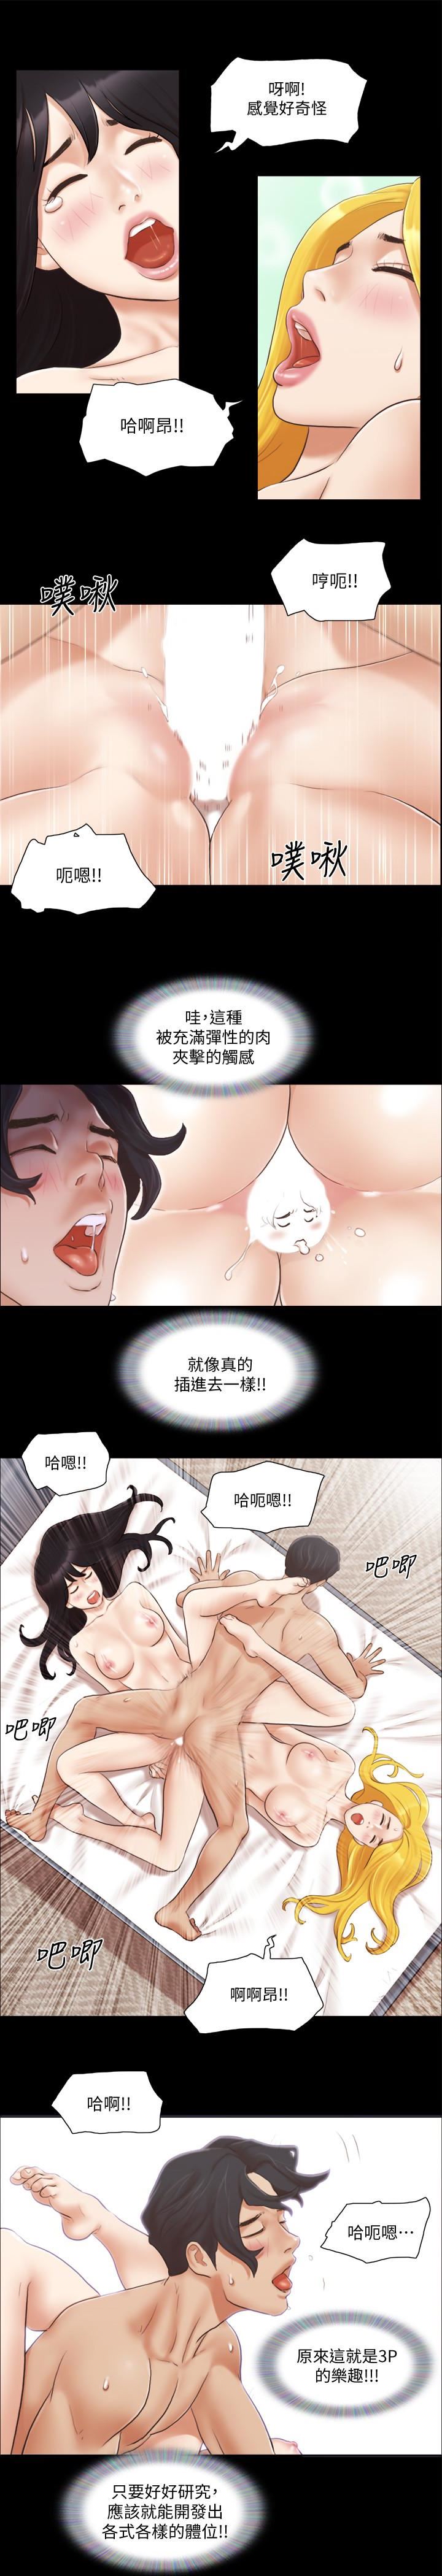 呀啊!
感覺好奇怪
哈啊昂!!
噗啾
哼呃!!
噗啾
呃嗯!!
哇,這種
被充滿彈性的肉
夾擊的觸感
就像真的
插進去一樣!!
哈嗯!!
哈呃嗯!!
吧唧
吧唧
吧唧
啊啊昂!!
哈啊!!
哈呃嗯…
原來這就是3P
的樂趣!!!
只要好好研究,
應該就能開發出
各式各樣的體位!!